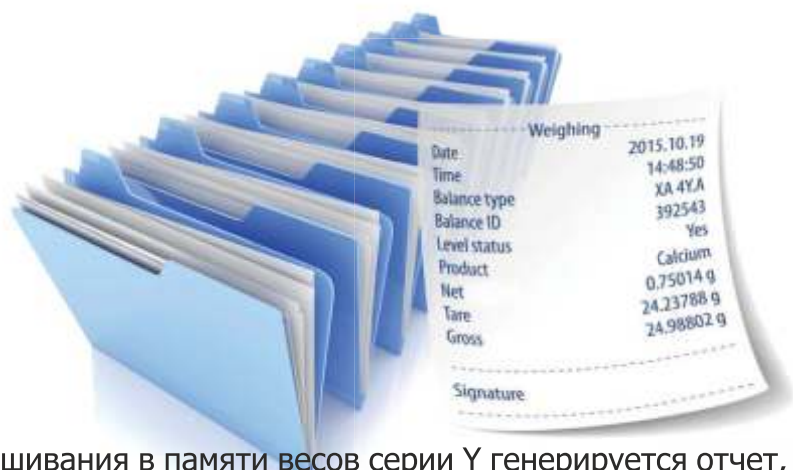 Weighing
Date 2015.10.19
Time 14:48:50
Balance type XA 4Y.A
Balance ID 392543
Level status Yes
Product Calcium
Net 0.75014 g
Tare 24.23788 g
Gross 24.98802 g
Signature
шивания в памяти весов серии Y генерируется отчет,